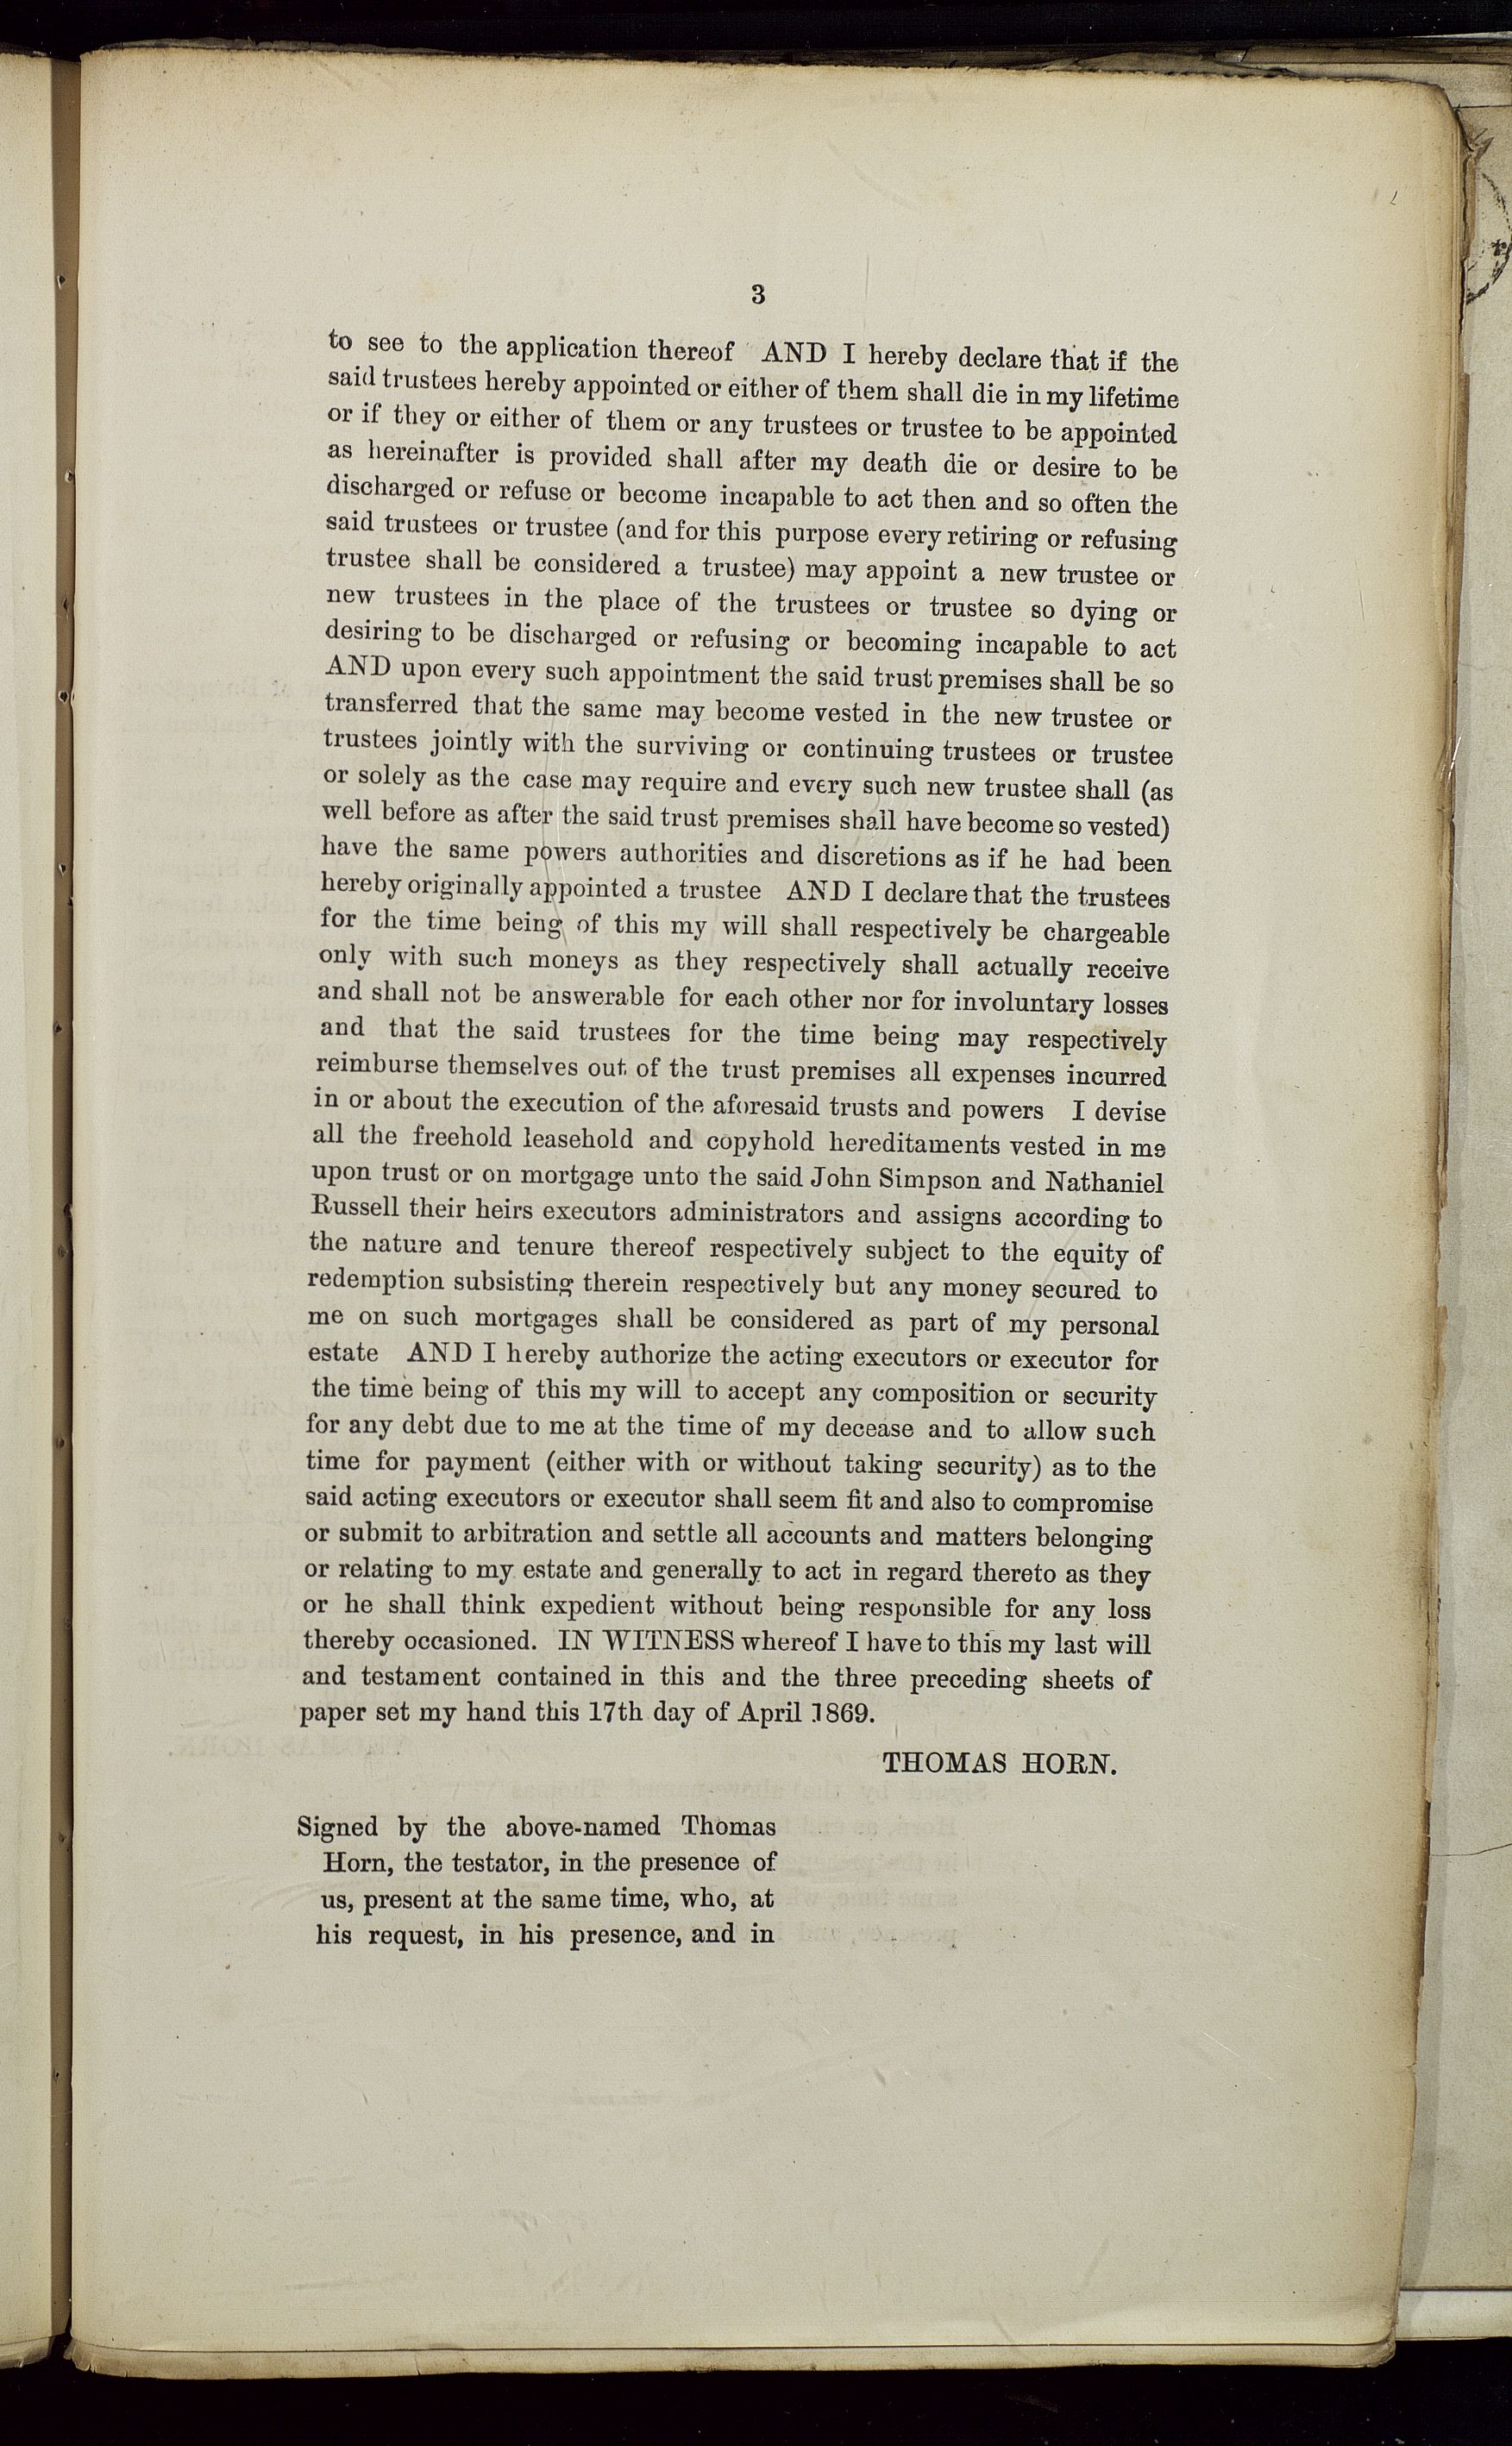 3
to see to the application thereof AND I hereby declare that if the
said trustees hereby appointed or either of them shall die in my lifetime
or if they or either of them or any trustees or trustee to be appointed
as hereinafter is provided shall after my death die or desire to be
discharged or refuse or become incapable to act then and so often the
said trustees or trustee (and for this purpose every retiring or refusing
trustee shall be considered a trustee) may appoint a new trustee or
new trustees in the place of the trustees or trustee so dying or
desiring to be discharged or refusing or becoming incapable to act
AND upon every such appointment the said trust premises shall be so
transferred that the same may become vested in the new trustee or
trustees jointly with the surviving or continuing trustees or trustee
or solely as the case may require and every such new trustee shall (as
well before as after the said trust premises shall have become so vested)
have the same powers authorities and discretions as if he had been
hereby originally appointed a trustee AND I declare that the trustees
for the time being of this my will shall respectively be chargeable
only with such moneys as they respectively shall actually receive
and shall not be answerable for each other nor for involuntary losses
and that the said trustees for the time being may respectively
reimburse themselves out of the trust premises all expenses incurred
in or about the execution of the aforesaid trusts and powers I devise
all the freehold leasehold and copyhold hereditaments vested in me
upon trust or on mortgage unto the said John Simpson and Nathaniel
Russell their heirs executors administrators and assigns according to
the nature and tenure thereof respectively subject to the equity of
redemption subsisting therein respectively but any money secured to
me on such mortgages shall be considered as part of my personal
estate AND I hereby authorize the acting executors or executor for
the time being of this my will to accept any composition or security
for any debt due to me at the time of my decease and to allow such
time for payment (either with or without taking security) as to the
said acting executors or executor shall seem fit and also to compromise
or submit to arbitration and settle all accounts and matters belonging
or relating to my estate and generally to act in regard thereto as they
or he shall think expedient without being responsible for any loss
thereby occasioned. IN WITNESS whereof I have to this my last will
and testament contained in this and the three preceding sheets of
paper set my hand this 17th day of April 1869.
THOMAS HORN.
Signed by the above-named Thomas
Horn, the testator, in the presence of
us, present at the same time, who, at
his request, in his presence, and in